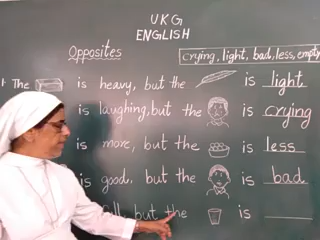 UKG
ENGLISH
Opposites
crying, light, bad, less, empty
1. The is heavy, but the is light
is laughing, but the is crying
is more, but the is less
is good, but the is bad
but the is